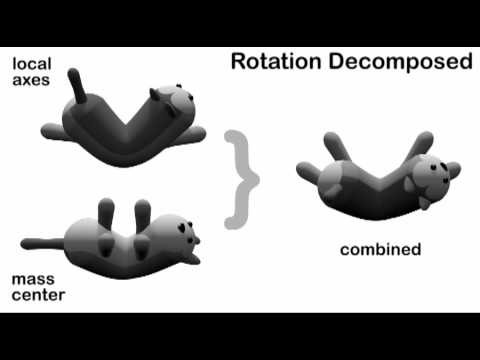 Rotation Decomposed
local
axes
combined
mass
center